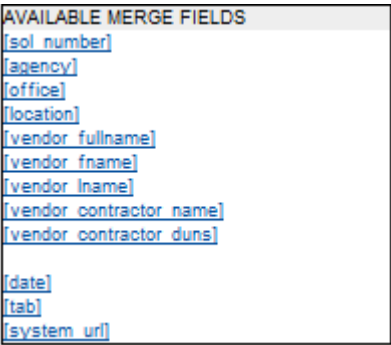 AVAILABLE MERGE FIELDS
[sol_number]
[agency]
[office]
[location]
[vendor_fullname]
[vendor_fname]
[vendor_lname]
[vendor_contractor_name]
[vendor_contractor_duns]
[date]
[tab]
[system_url]